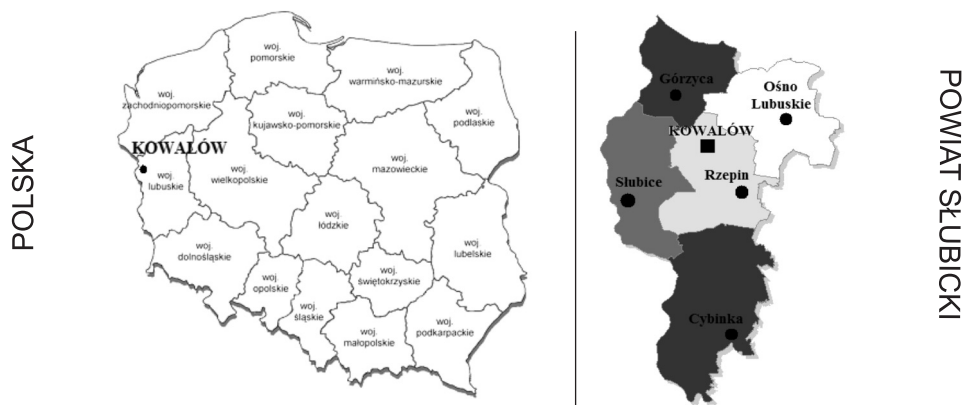 POLSKA
woj.
pomorskie
woj.
warmińsko-mazurskie
woj.
zachodniopomorskie
woj.
kujawsko-pomorskie
woj.
podlaskie
KOWALÓW
woj.
mazowieckie
woj.
lubuskie
woj.
wielkopolskie
woj.
łódzkie
woj.
lubelskie
woj.
dolnośląskie
woj.
opolskie
woj.
śląskie
woj.
świętokrzyskie
woj.
małopolskie
woj.
podkarpackie
Górzyca
Ośno
Lubuskie
KOWALÓW
Rzepin
Słubice
Cybinka
POWIAT SŁUBICKI